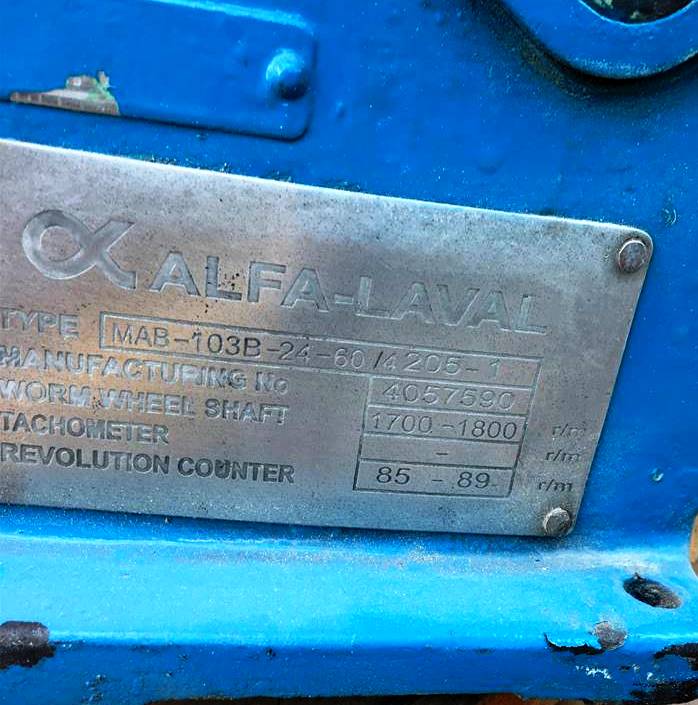 ALFA-LAVAL
TYPE MAB-103B-24-60/4205-1
MANUFACTURING No 4057590
WORM WHEEL SHAFT 1700-1800 r/m
TACHOMETER - r/m
REVOLUTION COUNTER 85 - 89 r/m